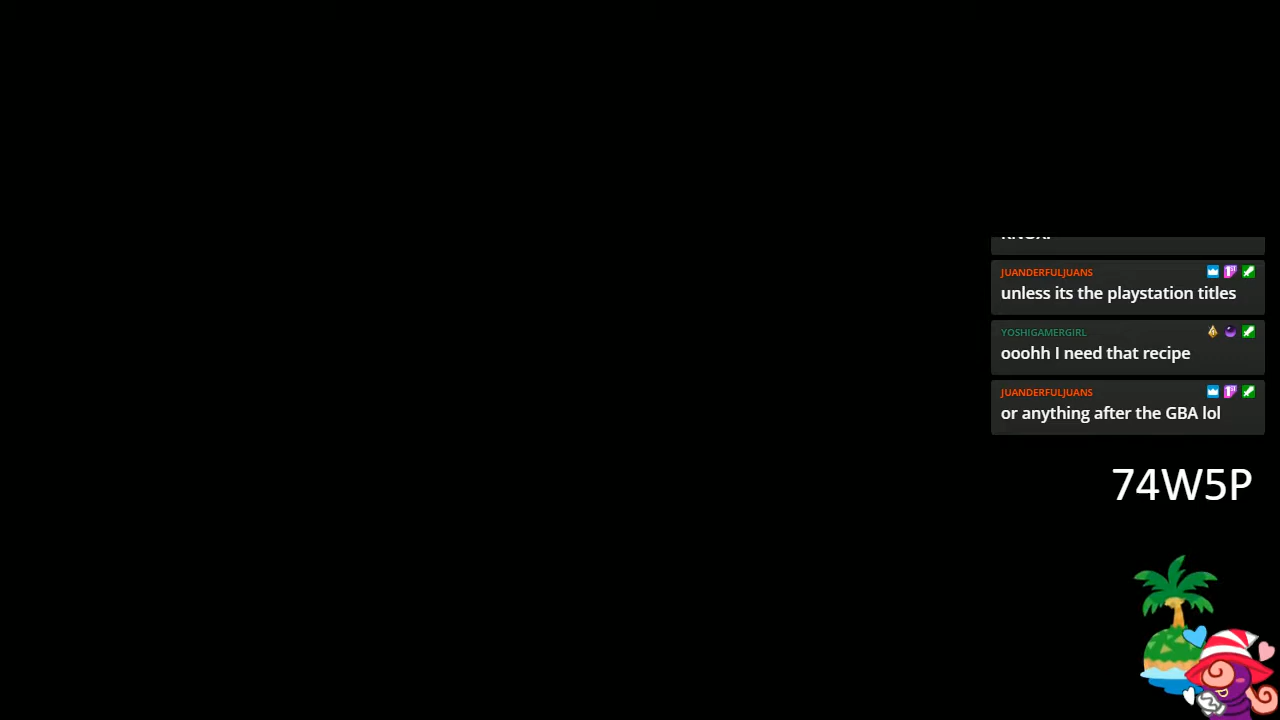 JUANDERFULJUANS
unless its the playstation titles
YOSHIGAMERGIRL
ooohh I need that recipe
JUANDERFULJUANS
or anything after the GBA lol
74W5P